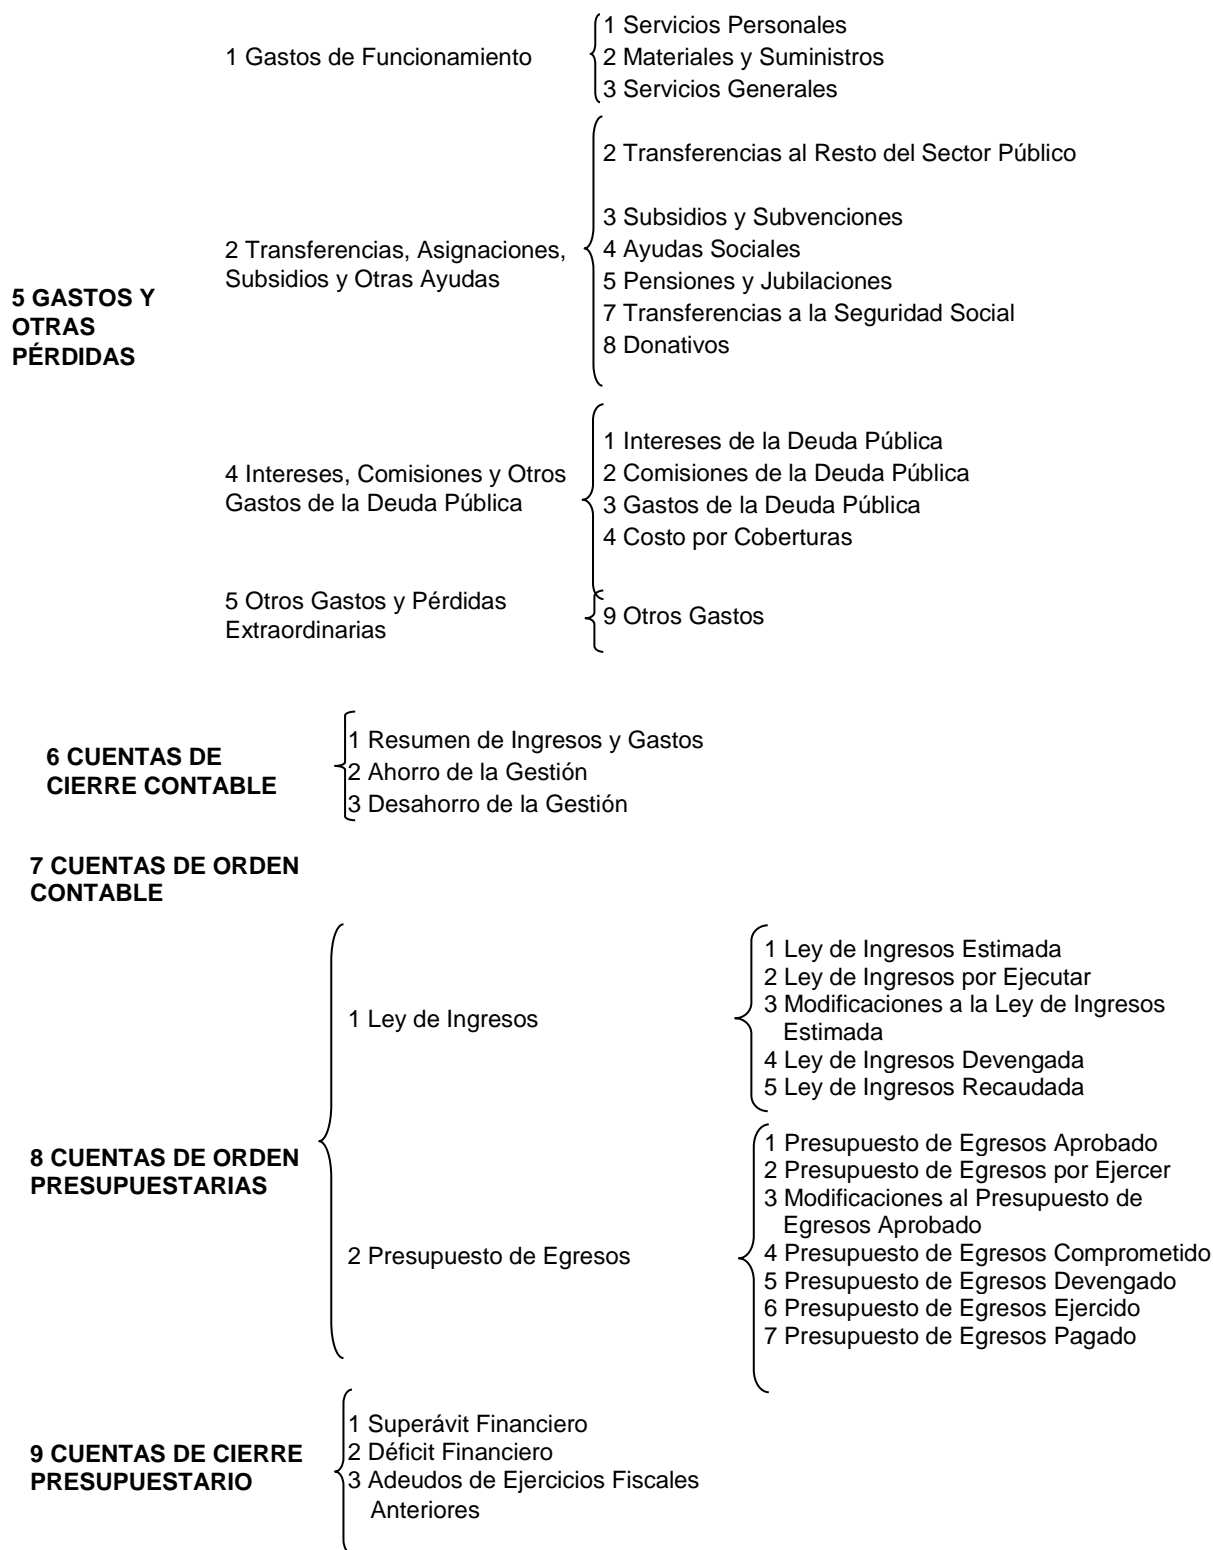 5 GASTOS Y
OTRAS
PÉRDIDAS
1 Gastos de Funcionamiento
1 Servicios Personales
2 Materiales y Suministros
3 Servicios Generales
2 Transferencias, Asignaciones,
Subsidios y Otras Ayudas
2 Transferencias al Resto del Sector Público
3 Subsidios y Subvenciones
4 Ayudas Sociales
5 Pensiones y Jubilaciones
7 Transferencias a la Seguridad Social
8 Donativos
4 Intereses, Comisiones y Otros
Gastos de la Deuda Pública
1 Intereses de la Deuda Pública
2 Comisiones de la Deuda Pública
3 Gastos de la Deuda Pública
4 Costo por Coberturas
5 Otros Gastos y Pérdidas
Extraordinarias
9 Otros Gastos
6 CUENTAS DE
CIERRE CONTABLE
1 Resumen de Ingresos y Gastos
2 Ahorro de la Gestión
3 Desahorro de la Gestión
7 CUENTAS DE ORDEN
CONTABLE
8 CUENTAS DE ORDEN
PRESUPUESTARIAS
1 Ley de Ingresos
1 Ley de Ingresos Estimada
2 Ley de Ingresos por Ejecutar
3 Modificaciones a la Ley de Ingresos
Estimada
4 Ley de Ingresos Devengada
5 Ley de Ingresos Recaudada
2 Presupuesto de Egresos
1 Presupuesto de Egresos Aprobado
2 Presupuesto de Egresos por Ejercer
3 Modificaciones al Presupuesto de
Egresos Aprobado
4 Presupuesto de Egresos Comprometido
5 Presupuesto de Egresos Devengado
6 Presupuesto de Egresos Ejercido
7 Presupuesto de Egresos Pagado
9 CUENTAS DE CIERRE
PRESUPUESTARIO
1 Superávit Financiero
2 Déficit Financiero
3 Adeudos de Ejercicios Fiscales
Anteriores